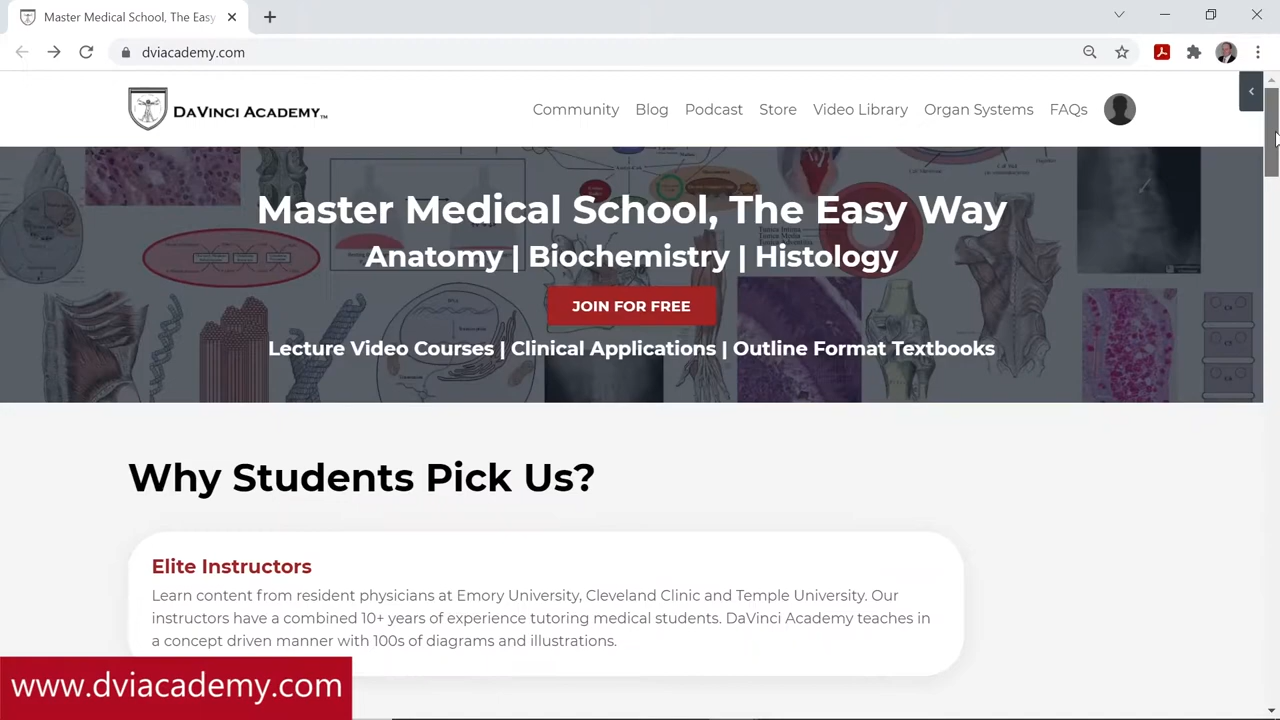 Master Medical School, The Easy
dviacademy.com
DAVINCI ACADEMY™
Community Blog Podcast Store Video Library Organ Systems FAQs
Master Medical School, The Easy Way
Anatomy | Biochemistry | Histology
JOIN FOR FREE
Lecture Video Courses | Clinical Applications | Outline Format Textbooks
Why Students Pick Us?
Elite Instructors
Learn content from resident physicians at Emory University, Cleveland Clinic and Temple University. Our
instructors have a combined 10+ years of experience tutoring medical students. DaVinci Academy teaches in
a concept driven manner with 100s of diagrams and illustrations.
www.dviacademy.com